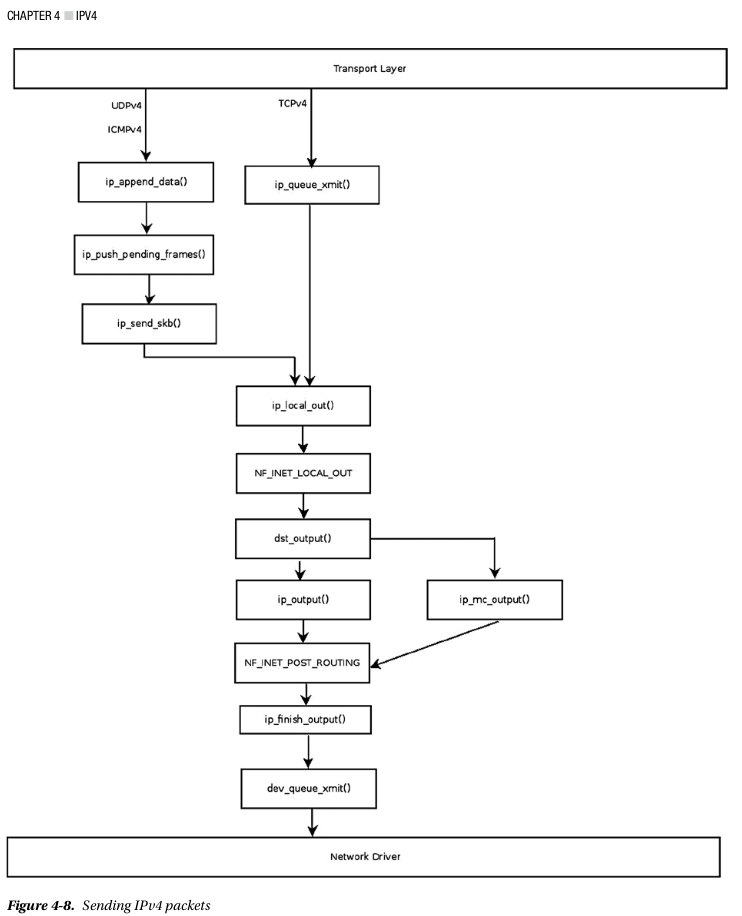 CHAPTER 4 ■ IPV4
Transport Layer
UDPv4
TCPv4
ICMPv4
ip_append_data()
ip_queue_xmit()
ip_push_pending_frames()
ip_send_skb()
ip_local_out()
NF_INET_LOCAL_OUT
dst_output()
ip_output()
ip_mc_output()
NF_INET_POST_ROUTING
ip_finish_output()
dev_queue_xmit()
Network Driver
Figure 4-8. Sending IPv4 packets